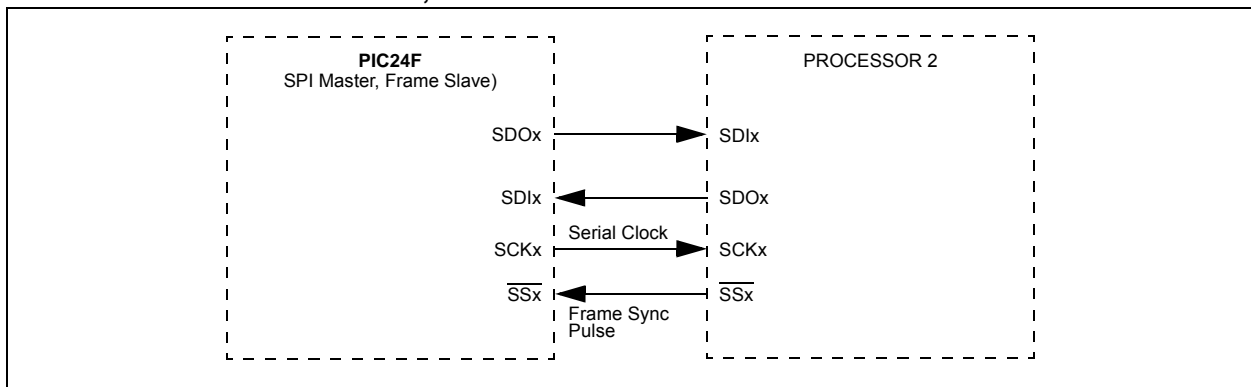 PIC24F
SPI Master, Frame Slave)
PROCESSOR 2
SDOx
SDIx
SDIx
SDOx
Serial Clock
SCKx
SCKx
SSx
SSx
Frame Sync
Pulse